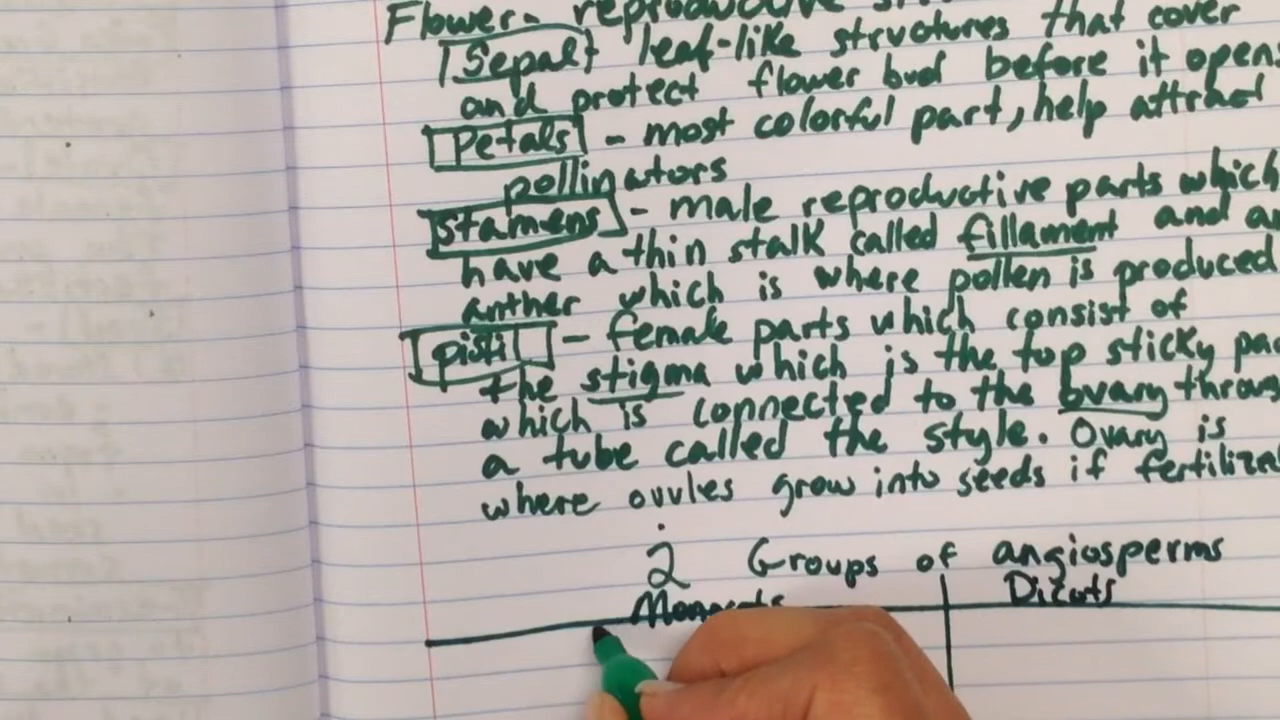 Flower- reproductive
Sepal leaf-like structures that cover
and protect flower bud before it opens
Petals - most colorful part, help attract
pollinators
Stamens - male reproductive parts which
have a thin stalk called fillament and
anther which is where pollen is produced
pistil - female parts which consist of
the stigma which is the top sticky
which is connected to the ovary
a tube called the style. Ovary is
where ovules grow into seeds if
2 Groups of angiosperms
Monocots Dicots